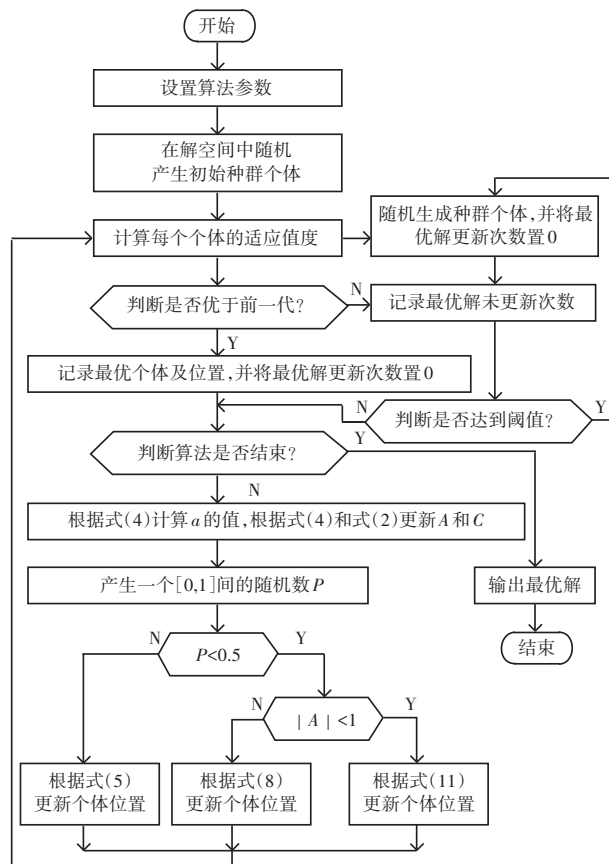 开始
设置算法参数
在解空间中随机
产生初始种群个体
计算每个个体的适应值度
随机生成种群个体,并将最
优解更新次数置0
判断是否优于前一代?
N
记录最优解未更新次数
Y
记录最优个体及位置,并将最优解更新次数置0
N
判断是否达到阈值?
Y
判断算法是否结束?
Y
N
根据式(4)计算a的值,根据式(4)和式(2)更新A和C
产生一个[0,1]间的随机数P
输出最优解
结束
N
P<0.5
Y
N
| A | <1
Y
根据式(5)
更新个体位置
根据式(8)
更新个体位置
根据式(11)
更新个体位置